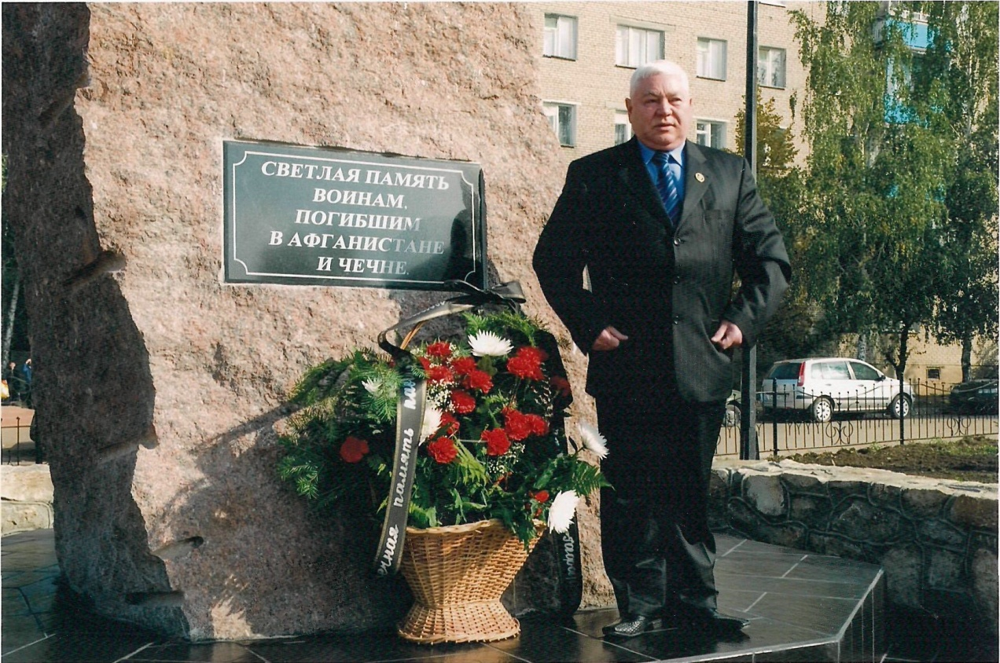 СВЕТЛАЯ ПАМЯТЬ
ВОИНАМ,
ПОГИБШИМ
В АФГАНИСТАНЕ
И ЧЕЧНЕ.
память